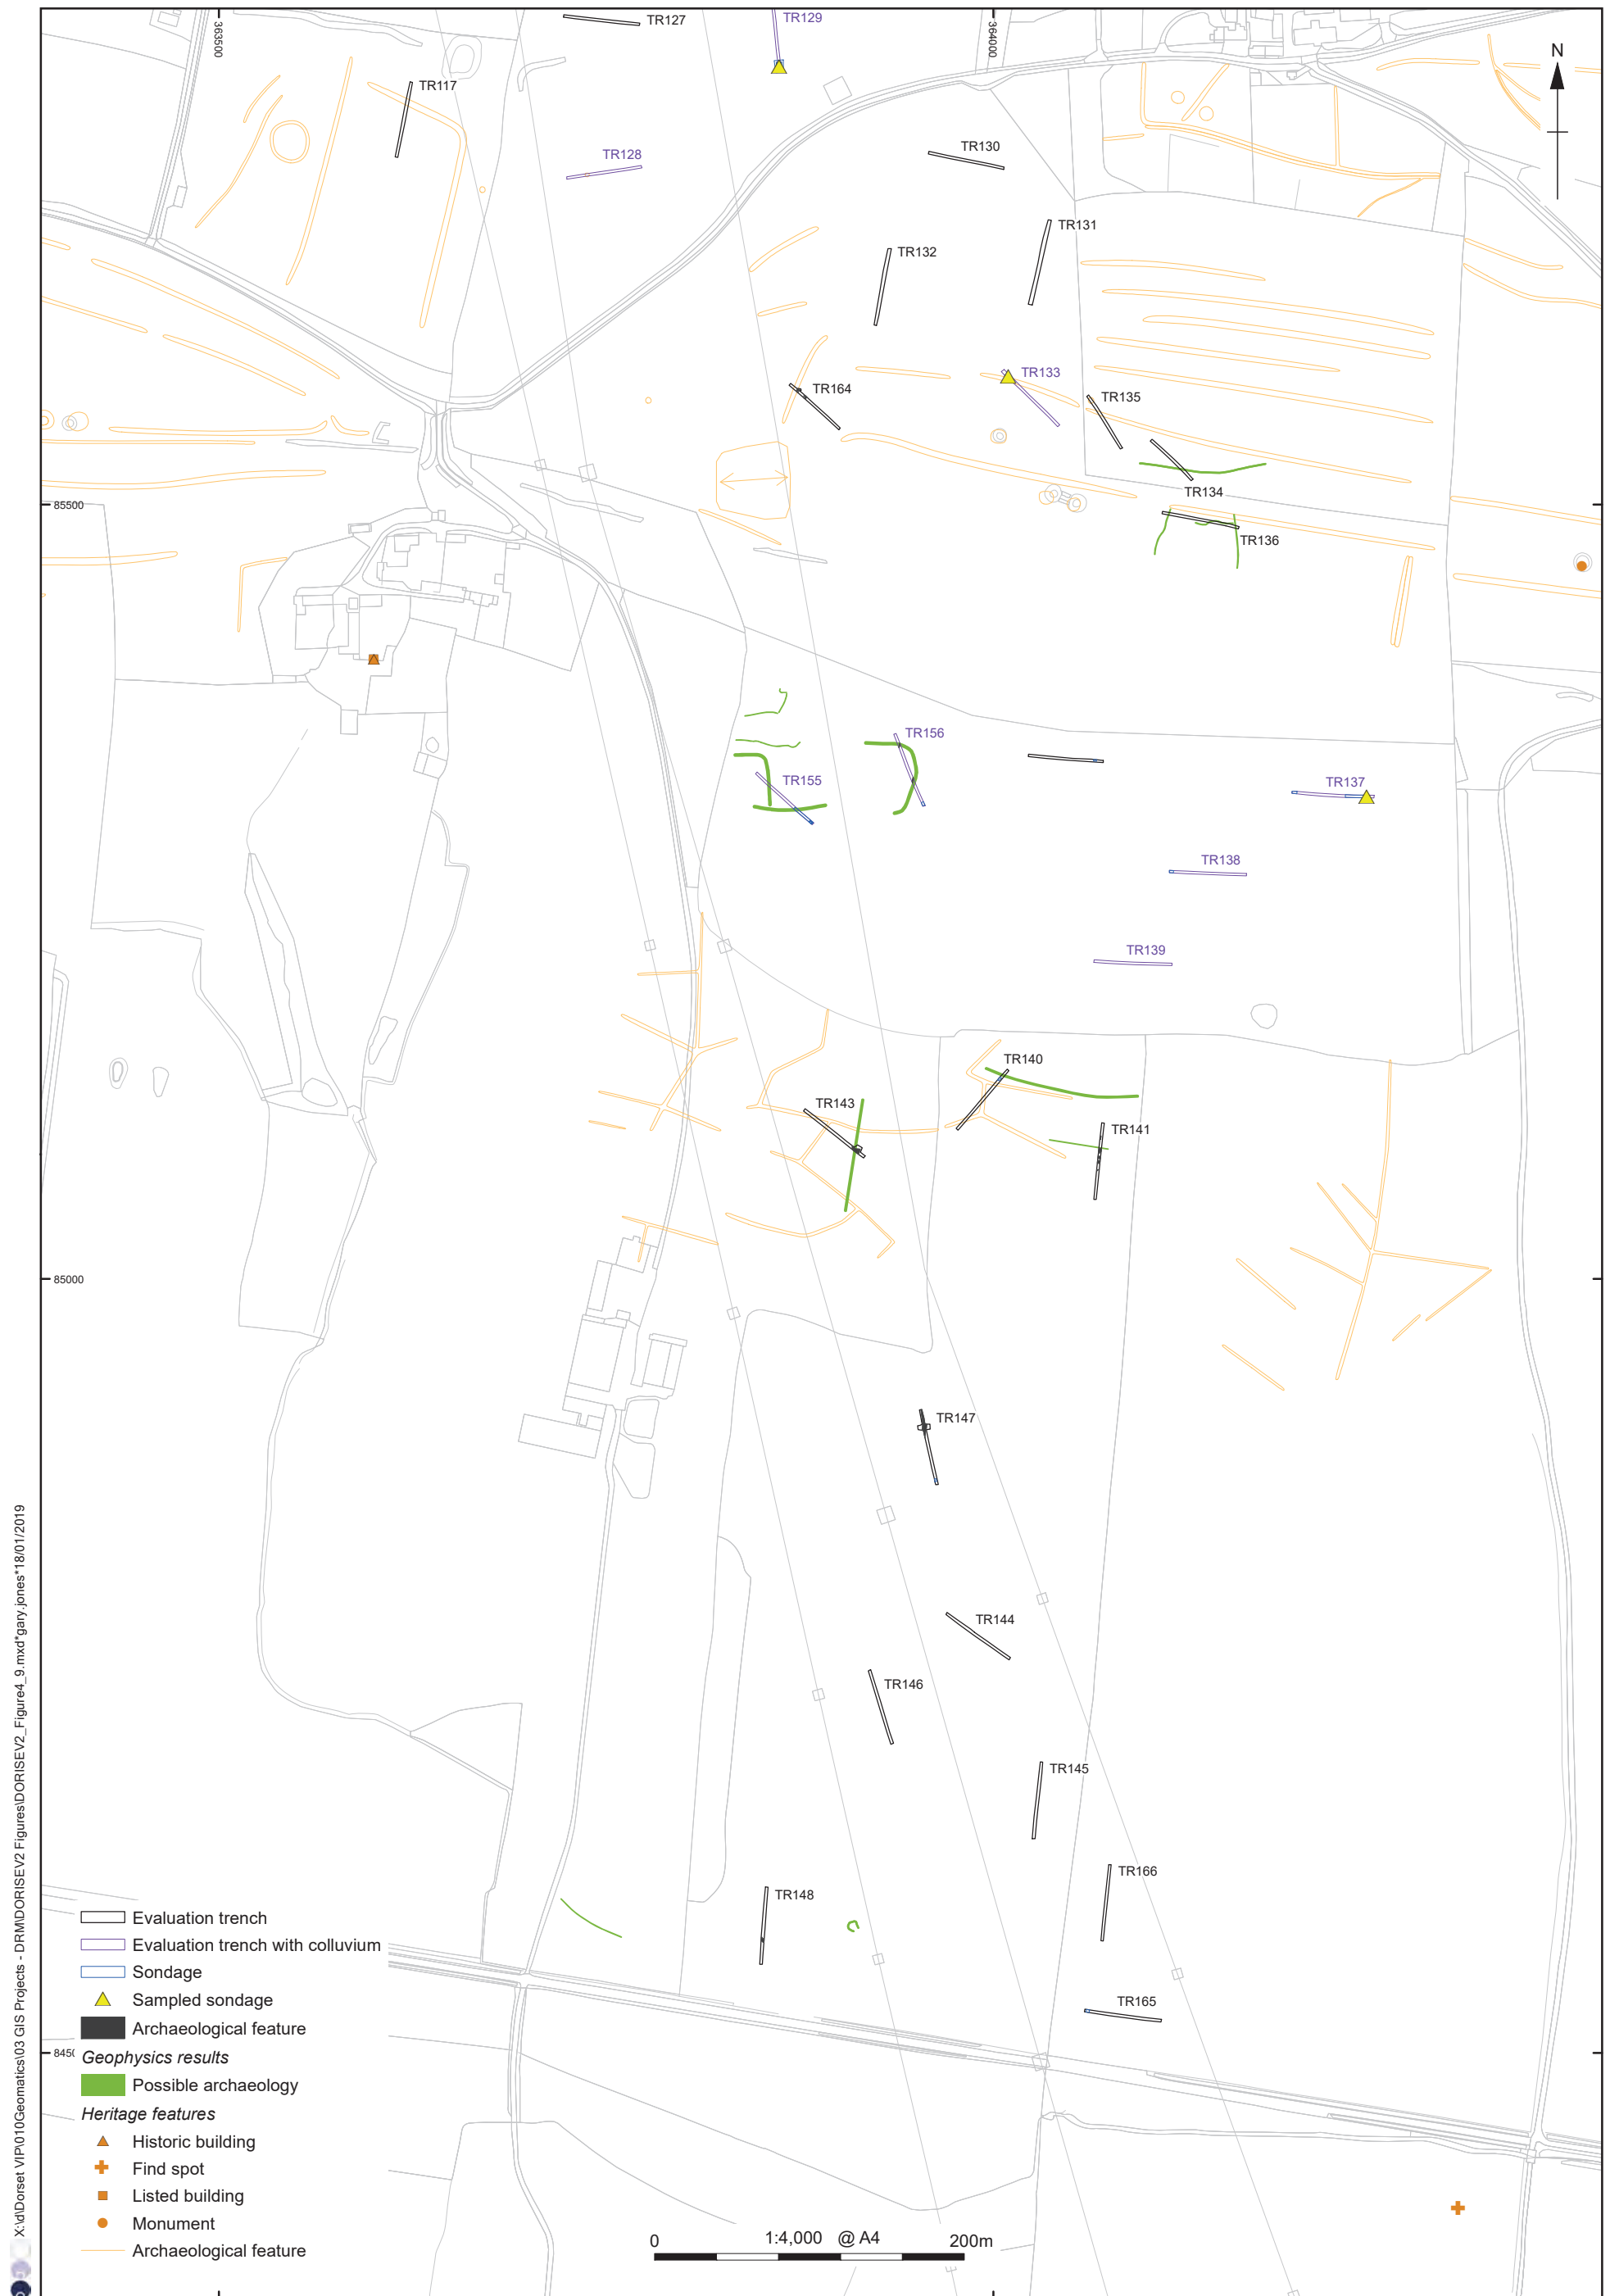 TR127
TR129
363500
364000
N
TR117
TR128
TR130
TR131
TR132
TR133
TR164
TR135
TR134
85500
TR136
TR156
TR155
TR137
TR138
TR139
TR140
TR143
TR141
85000
TR147
TR144
TR146
TR145
TR166
TR148
TR165
Evaluation trench
Evaluation trench with colluvium
Sondage
Sampled sondage
Archaeological feature
8450
Geophysics results
Possible archaeology
Heritage features
Historic building
Find spot
Listed building
Monument
Archaeological feature
0 1:4,000 @ A4 200m
X:\d\Dorset VIP\010Geomatics\03 GIS Projects - DRM\DORISEV2 Figures\DORISEV2_Figure4_9.mxd*gary.jones*18/01/2019